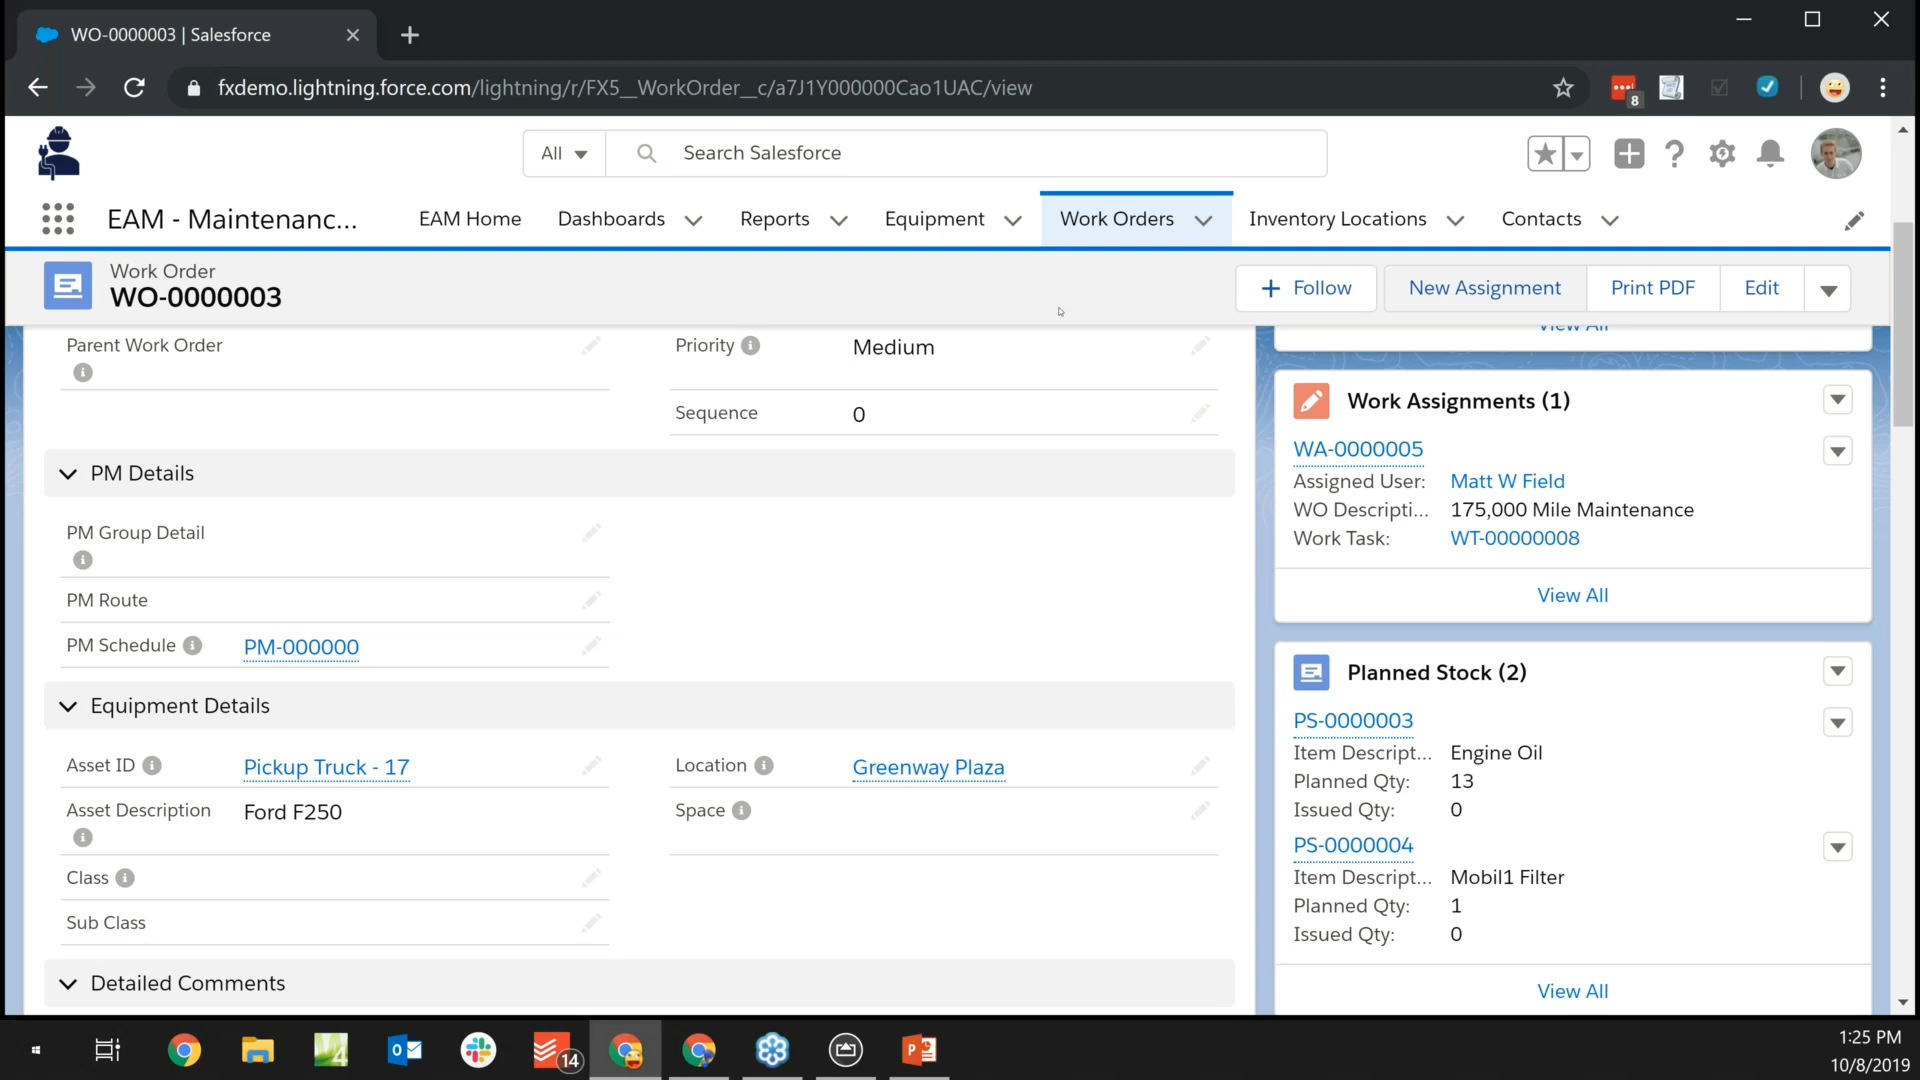 WO-0000003 | Salesforce
fxdemo.lightning.force.com/lightning/r/FX5__WorkOrder__c/a7J1Y000000Cao1UAC/view
8
All
Search Salesforce
EAM - Maintenanc...
EAM Home
Dashboards
Reports
Equipment
Work Orders
Inventory Locations
Contacts
Work Order
WO-0000003
Follow
New Assignment
Print PDF
Edit
Parent Work Order
Priority
Medium
Sequence
0
PM Details
PM Group Detail
PM Route
PM Schedule
PM-000000
Equipment Details
Asset ID
Pickup Truck - 17
Location
Greenway Plaza
Asset Description
Ford F250
Space
Class
Sub Class
Detailed Comments
View All
Work Assignments (1)
WA-0000005
Assigned User: Matt W Field
WO Descripti... 175,000 Mile Maintenance
Work Task: WT-00000008
View All
Planned Stock (2)
PS-0000003
Item Descript... Engine Oil
Planned Qty: 13
Issued Qty: 0
PS-0000004
Item Descript... Mobil1 Filter
Planned Qty: 1
Issued Qty: 0
View All
14
1:25 PM
10/8/2019